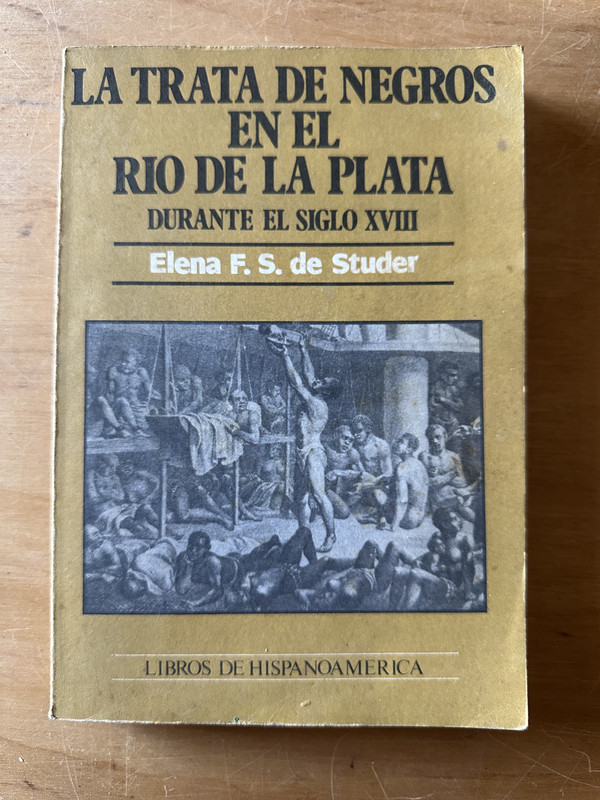 LA TRATA DE NEGROS
EN EL
RIO DE LA PLATA
DURANTE EL SIGLO XVIII
Elena F. S. de Studer
LIBROS DE HISPANOAMERICA